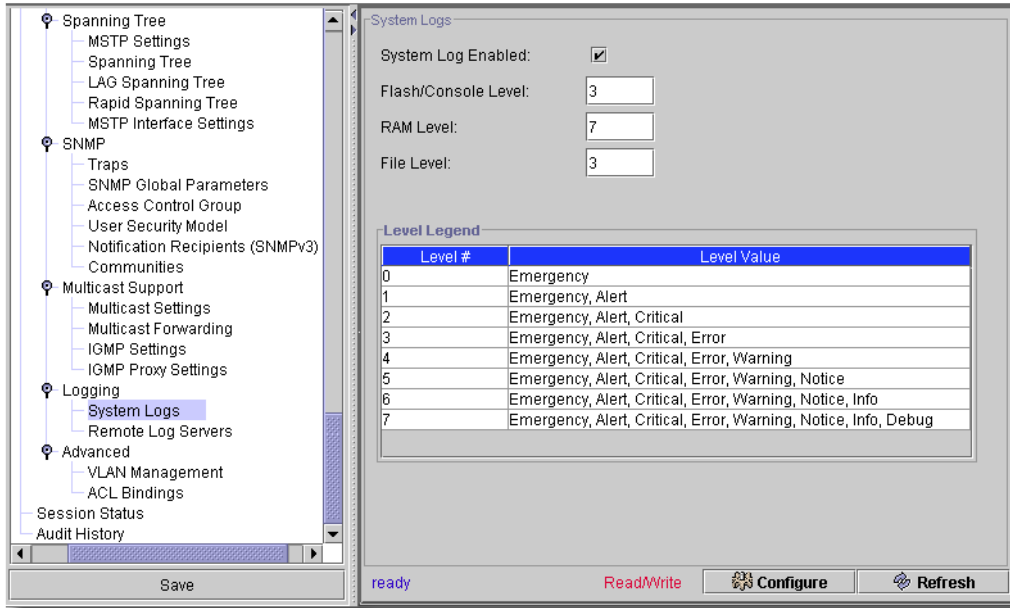 Spanning Tree
MSTP Settings
Spanning Tree
LAG Spanning Tree
Rapid Spanning Tree
MSTP Interface Settings
SNMP
Traps
SNMP Global Parameters
Access Control Group
User Security Model
Notification Recipients (SNMPv3)
Communities
Multicast Support
Multicast Settings
Multicast Forwarding
IGMP Settings
IGMP Proxy Settings
Logging
System Logs
Remote Log Servers
Advanced
VLAN Management
ACL Bindings
Session Status
Audit History
Save
System Logs
System Log Enabled:
Flash/Console Level: 3
RAM Level: 7
File Level: 3
Level Legend
Level # Level Value
0 Emergency
1 Emergency, Alert
2 Emergency, Alert, Critical
3 Emergency, Alert, Critical, Error
4 Emergency, Alert, Critical, Error, Warning
5 Emergency, Alert, Critical, Error, Warning, Notice
6 Emergency, Alert, Critical, Error, Warning, Notice, Info
7 Emergency, Alert, Critical, Error, Warning, Notice, Info, Debug
ready Read/Write Configure Refresh